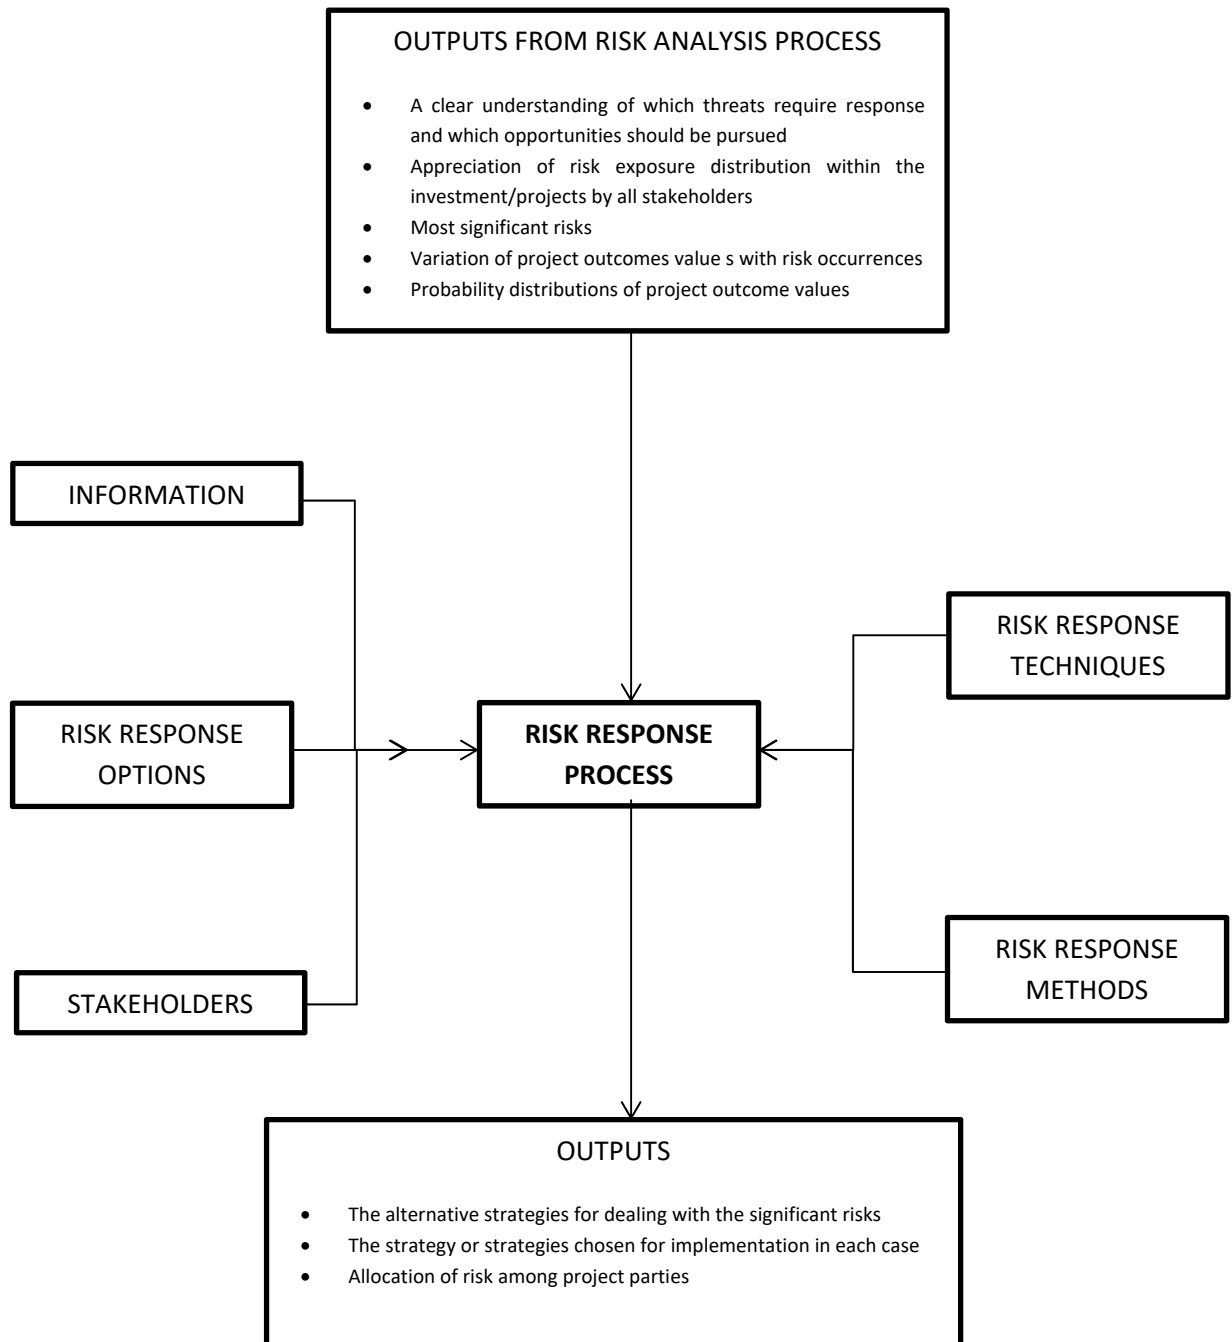 OUTPUTS FROM RISK ANALYSIS PROCESS
• A clear understanding of which threats require response
and which opportunities should be pursued
• Appreciation of risk exposure distribution within the
investment/projects by all stakeholders
• Most significant risks
• Variation of project outcomes value s with risk occurrences
• Probability distributions of project outcome values
INFORMATION
RISK RESPONSE
TECHNIQUES
RISK RESPONSE
OPTIONS
RISK RESPONSE
PROCESS
RISK RESPONSE
METHODS
STAKEHOLDERS
OUTPUTS
• The alternative strategies for dealing with the significant risks
• The strategy or strategies chosen for implementation in each case
• Allocation of risk among project parties